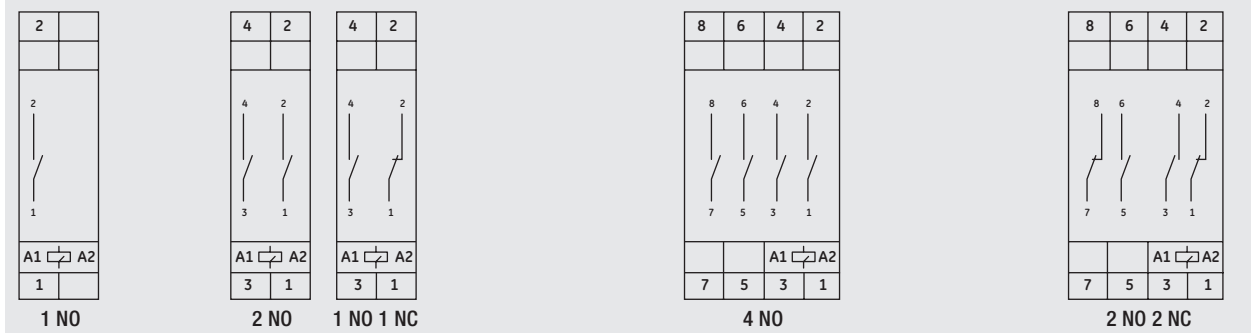 2 4 2 4 2 8 6 4 2 8 6 4 2
2 4 2 4 2 8 6 4 2 8 6 4 2
1 3 1 3 1 7 5 3 1 7 5 3 1
A1 A2 A1 A2 A1 A2 A1 A2 A1 A2
1 3 1 3 1 7 5 3 1 7 5 3 1
1 NO 2 NO 1 NO 1 NC 4 NO 2 NO 2 NC